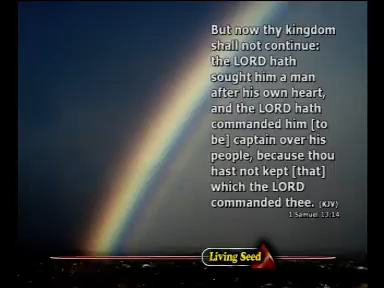 But now thy kingdom
shall not continue:
the LORD hath
sought him a man
after his own heart,
and the LORD hath
commanded him [to
be] captain over his
people, because thou
hast not kept [that]
which the LORD
commanded thee. (KJV)
1 Samuel 13:14
Living Seed